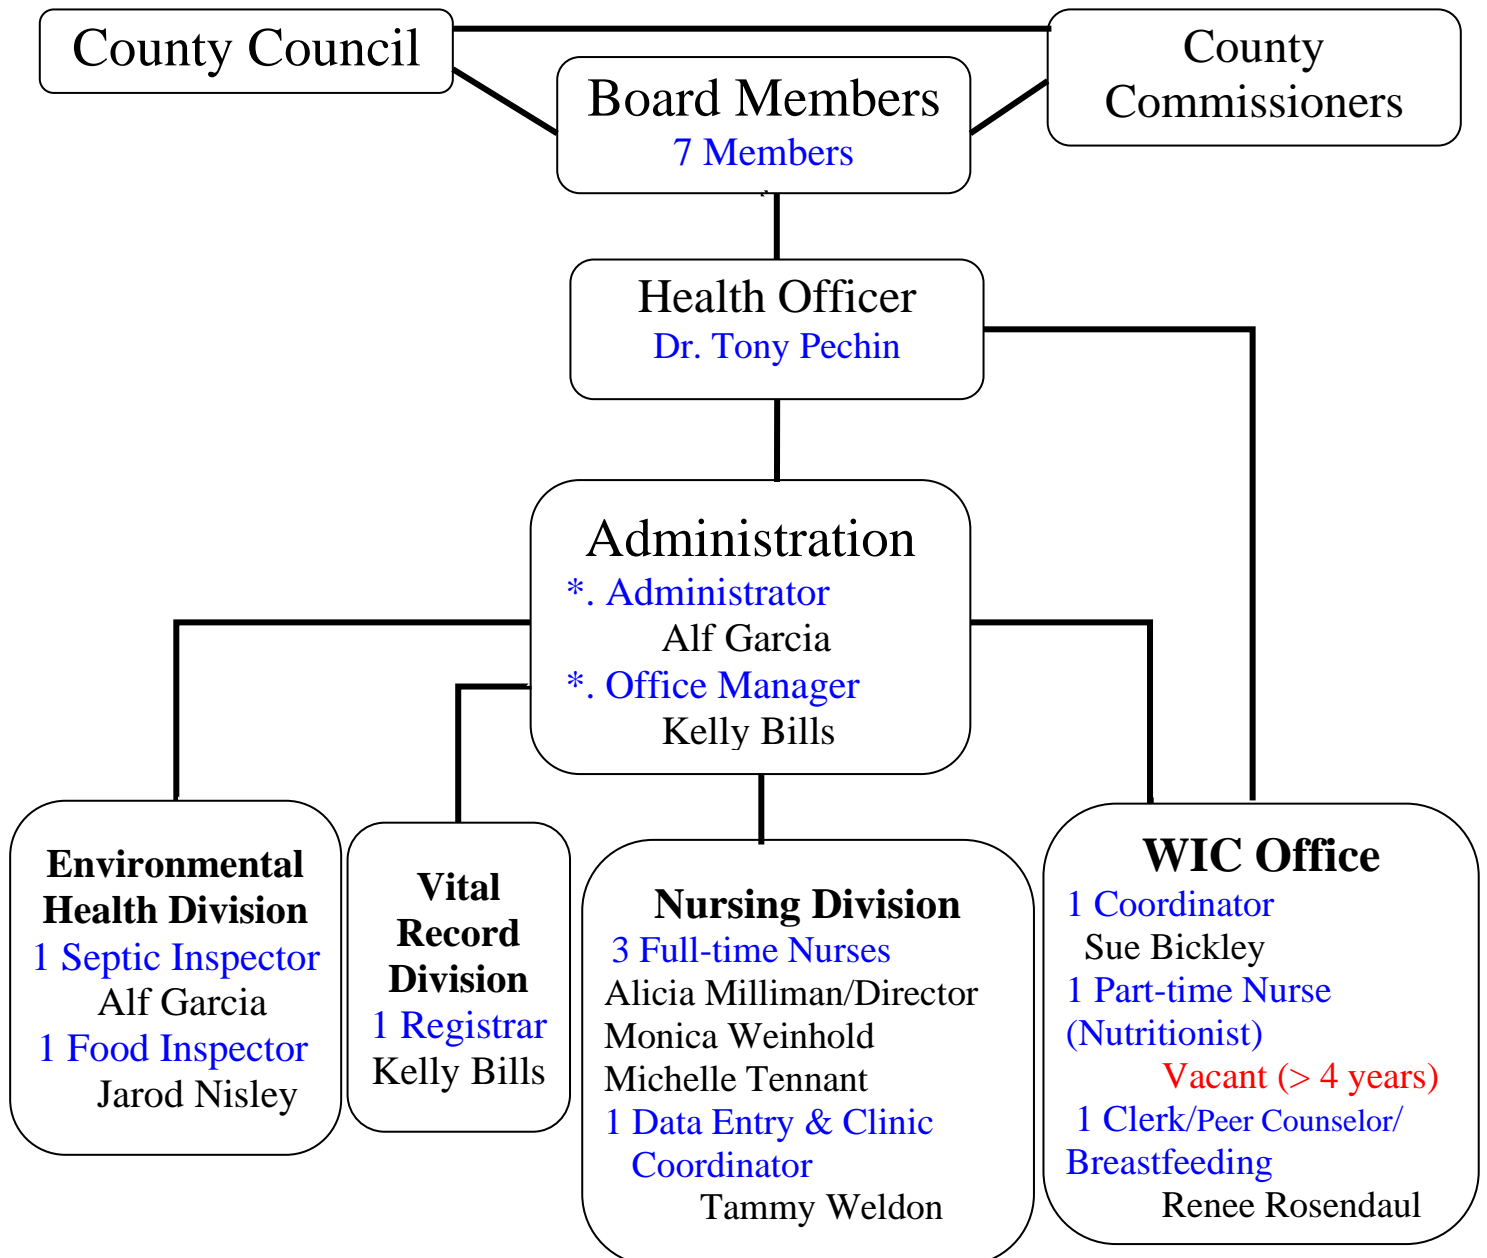 County Council
County
Commissioners
Board Members
7 Members
Health Officer
Dr. Tony Pechin
Administration
*. Administrator
Alf Garcia
*. Office Manager
Kelly Bills
Environmental
Health Division
1 Septic Inspector
Alf Garcia
1 Food Inspector
Jarod Nisley
Vital
Record
Division
1 Registrar
Kelly Bills
Nursing Division
3 Full-time Nurses
Alicia Milliman/Director
Monica Weinhold
Michelle Tennant
1 Data Entry & Clinic
Coordinator
Tammy Weldon
WIC Office
1 Coordinator
Sue Bickley
1 Part-time Nurse
(Nutritionist)
Vacant (> 4 years)
1 Clerk/Peer Counselor/
Breastfeeding
Renee Rosendaul